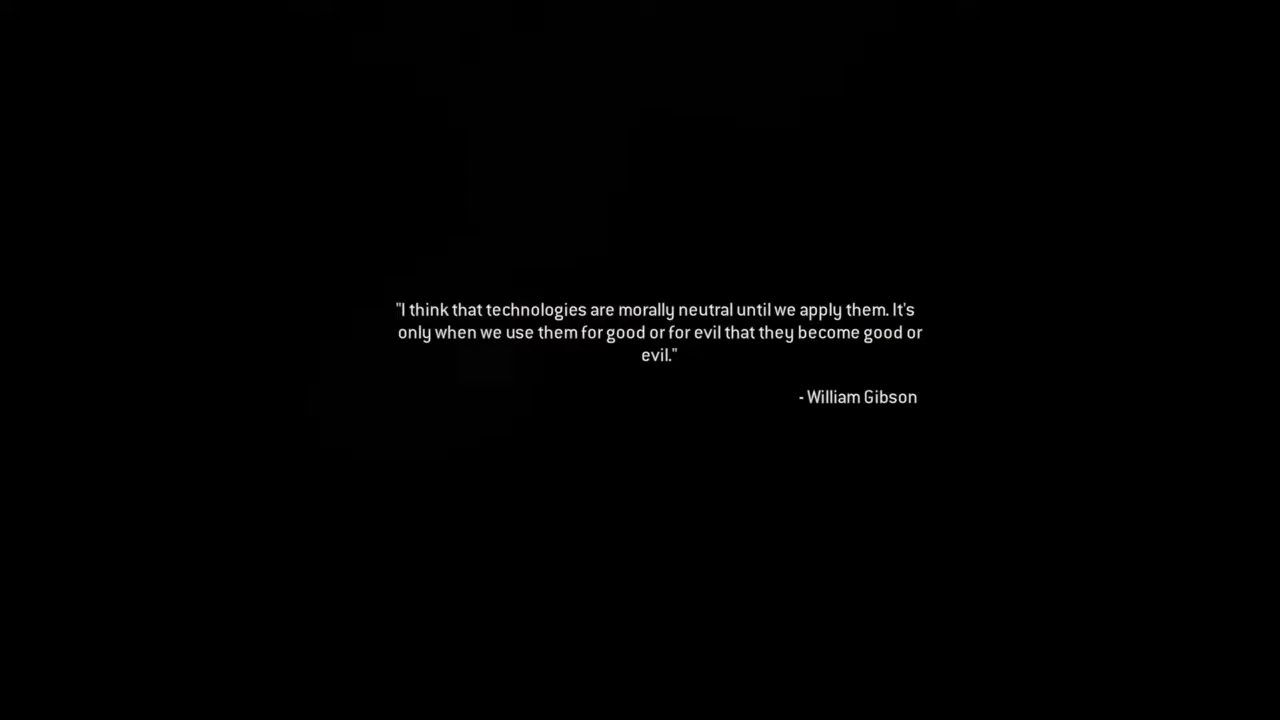 "I think that technologies are morally neutral until we apply them. It's
only when we use them for good or for evil that they become good or
evil."
- William Gibson